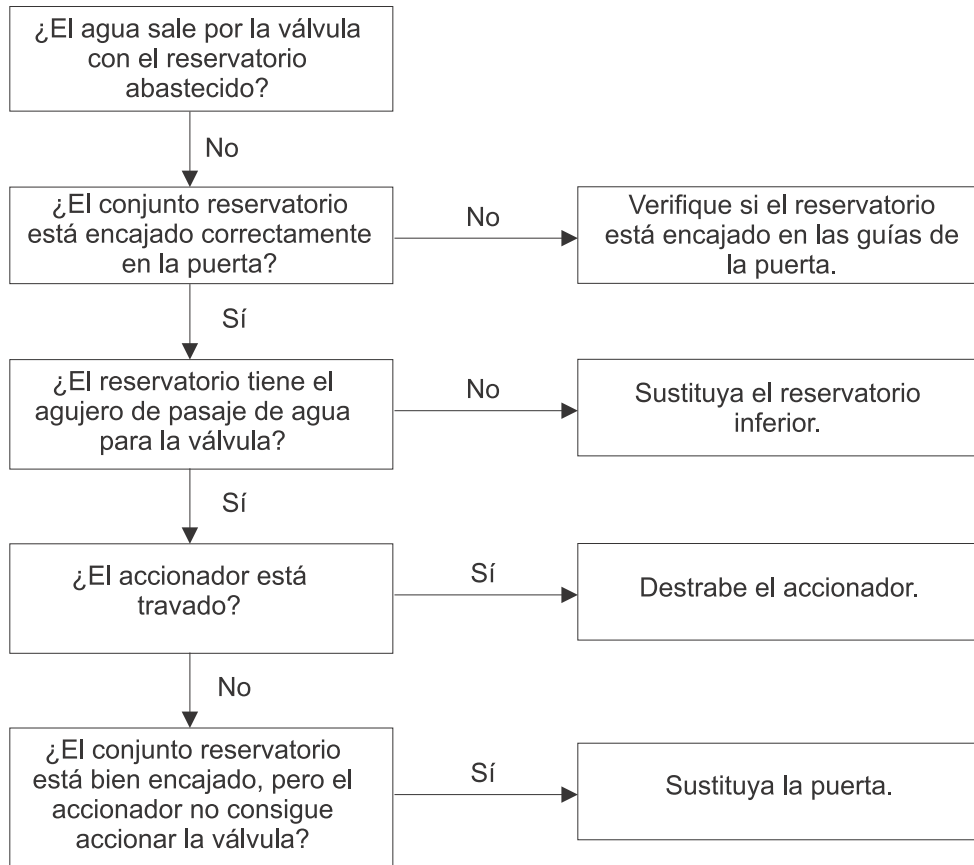 ¿El agua sale por la válvula
con el reservatorio
abastecido?
No
¿El conjunto reservatorio
está encajado correctamente
en la puerta?
No
Verifique si el reservatorio
está encajado en las guías de
la puerta.
Sí
¿El reservatorio tiene el
agujero de pasaje de agua
para la válvula?
No
Sustituya el reservatorio
inferior.
Sí
¿El accionador está
travado?
Sí
Destrabe el accionador.
No
¿El conjunto reservatorio
está bien encajado, pero el
accionador no consigue
accionar la válvula?
Sí
Sustituya la puerta.